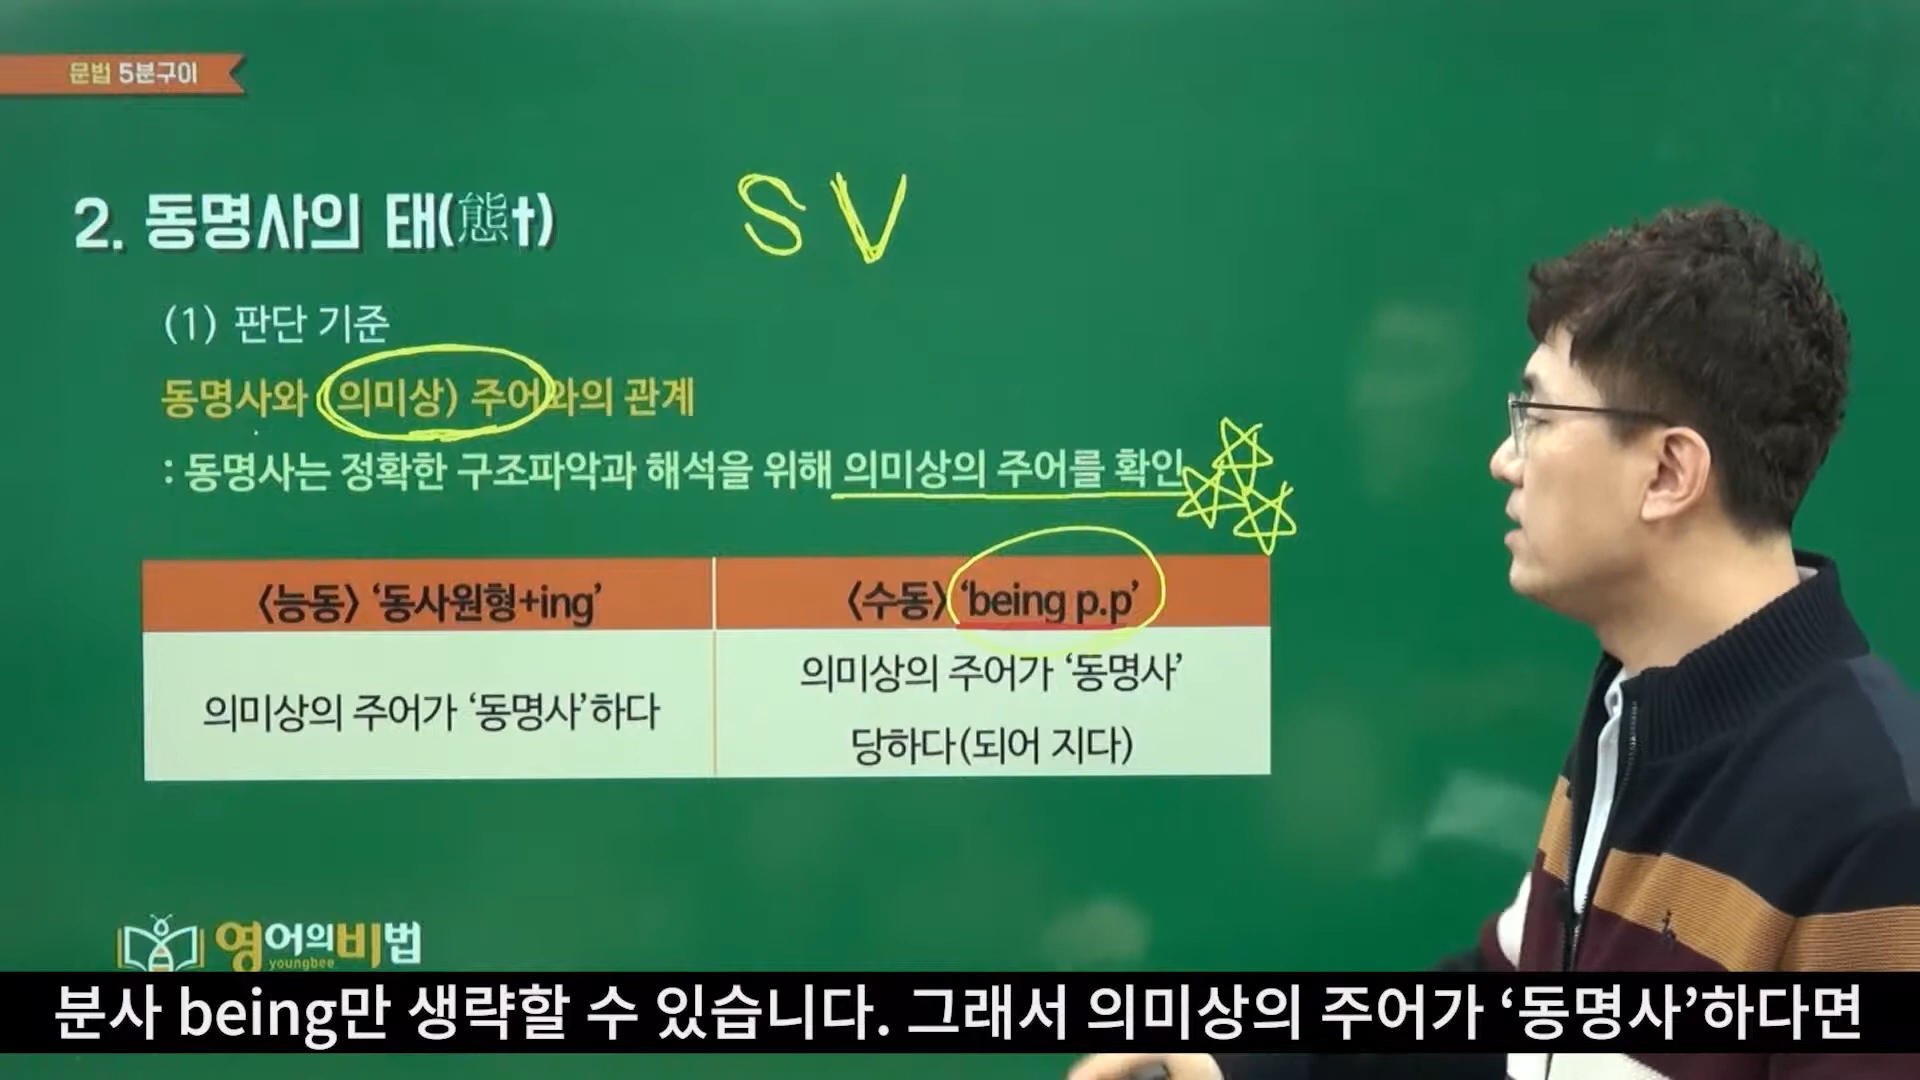 문법 5분구이
2. 동명사의 태(態t)
S V
(1) 판단 기준
동명사와 (의미상) 주어와의 관계
: 동명사는 정확한 구조파악과 해석을 위해 의미상의 주어를 확인
<능동> ‘동사원형+ing’
<수동> ‘being p.p’
의미상의 주어가 ‘동명사’하다
의미상의 주어가 ‘동명사’
당하다(되어 지다)
영어의비법
youngbee
분사 being만 생략할 수 있습니다. 그래서 의미상의 주어가 ‘동명사’하다면